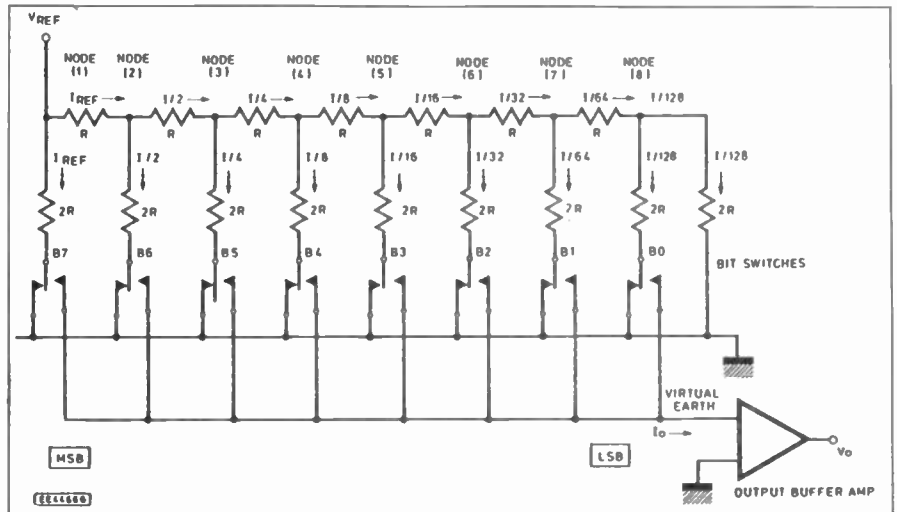 VREF
NODE (1) NODE (2) NODE (3) NODE (4) NODE (5) NODE (6) NODE (7) NODE (8)
IREF I/2 I/4 I/8 I/16 I/32 I/64 I/128
R R R R R R R
IREF I/2 I/4 I/8 I/16 I/32 I/64 I/128 I/128
2R 2R 2R 2R 2R 2R 2R 2R 2R
B7 B6 B5 B4 B3 B2 B1 B0
BIT SWITCHES
VIRTUAL
EARTH
Io
MSB LSB
Vo
OUTPUT BUFFER AMP
EE44666